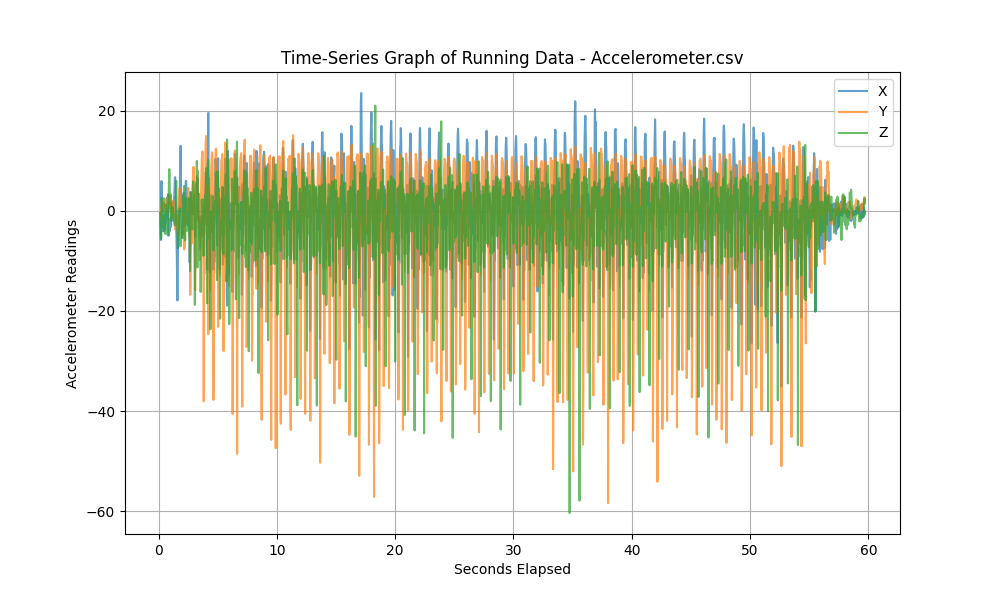 Time-Series Graph of Running Data - Accelerometer.csv
X
Y
Z
20
0
−20
−40
−60
Accelerometer Readings
0 10 20 30 40 50 60
Seconds Elapsed